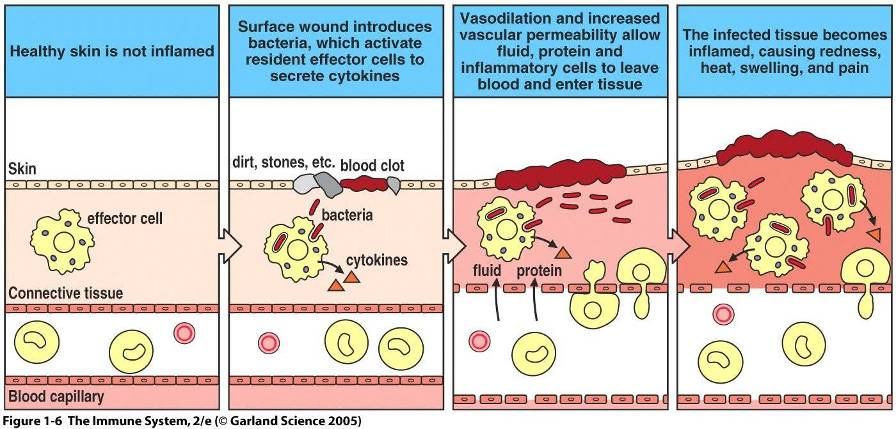 Healthy skin is not inflamed
Surface wound introduces
bacteria, which activate
resident effector cells to
secrete cytokines
Vasodilation and increased
vascular permeability allow
fluid, protein and
inflammatory cells to leave
blood and enter tissue
The infected tissue becomes
inflamed, causing redness,
heat, swelling, and pain
Skin
effector cell
Connective tissue
Blood capillary
dirt, stones, etc.
blood clot
bacteria
cytokines
fluid
protein
Figure 1-6 The Immune System, 2/e (© Garland Science 2005)